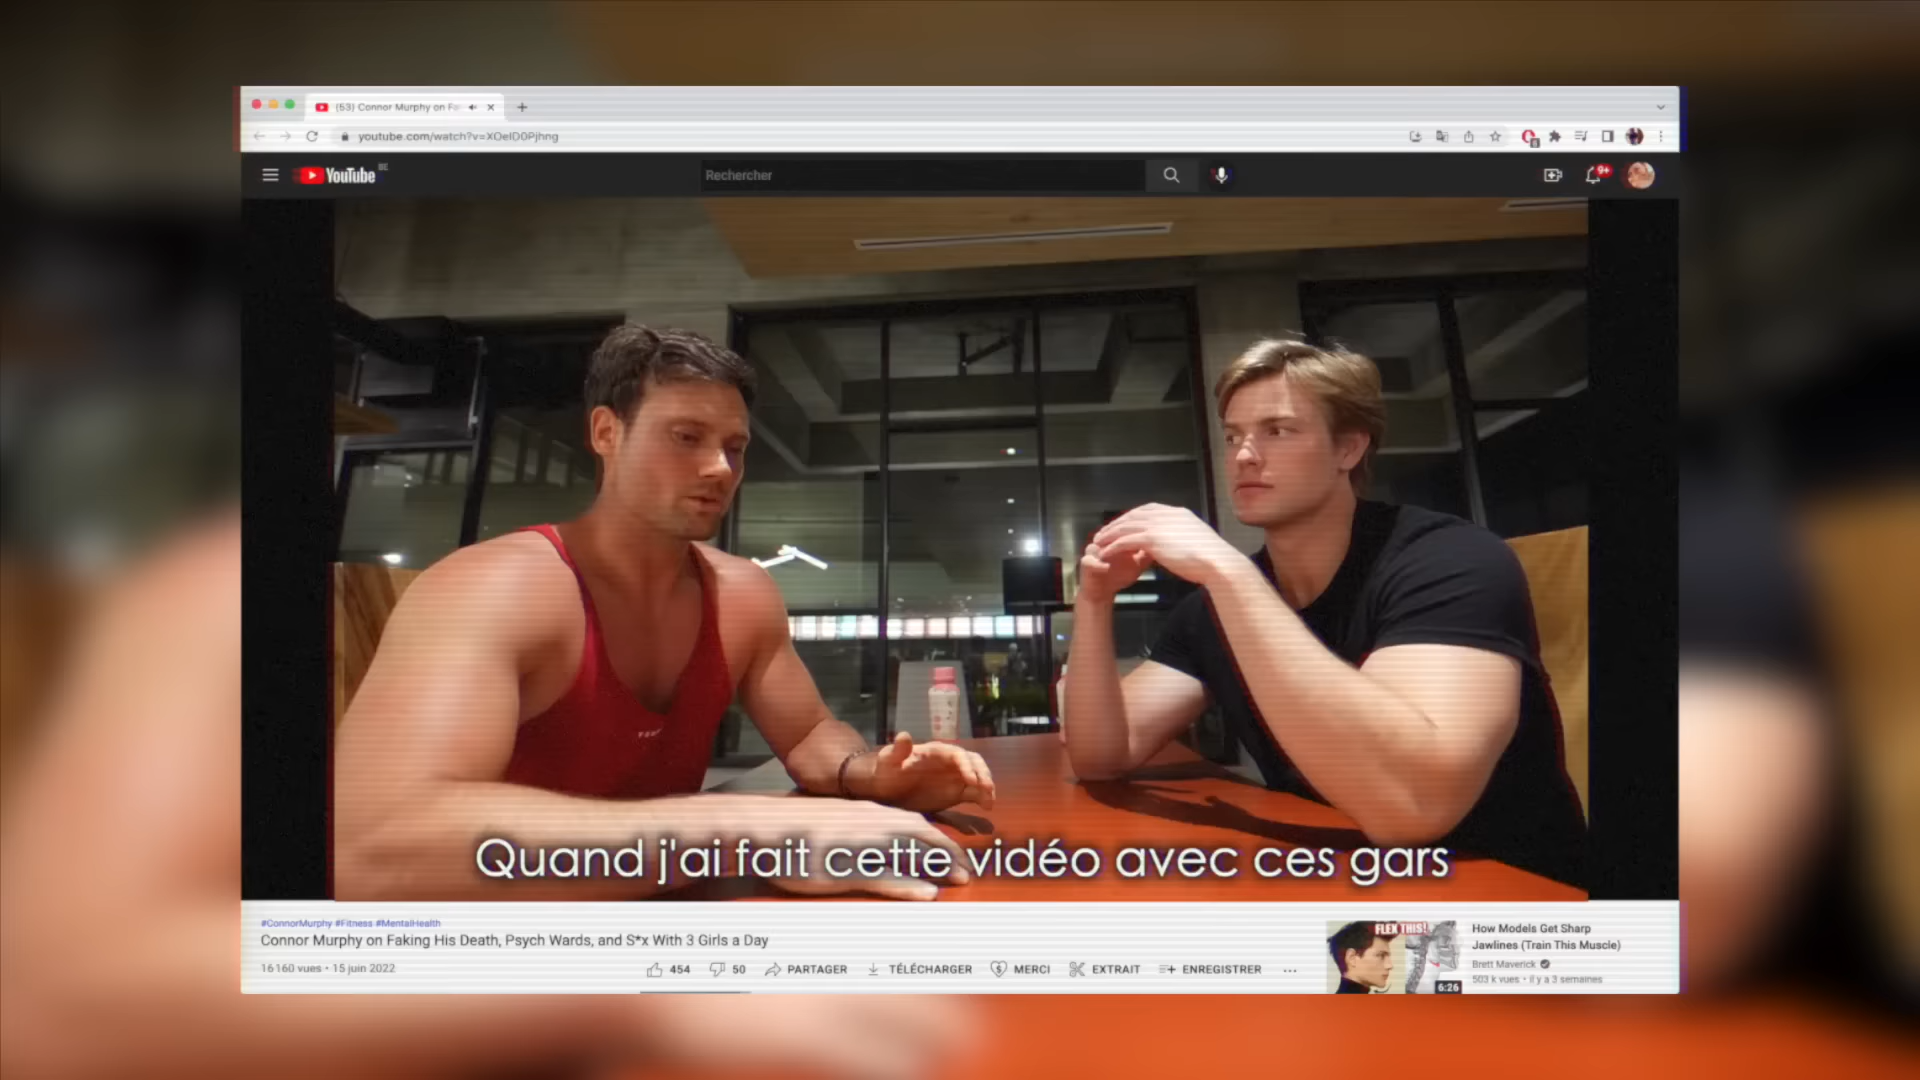 (53) Connor Murphy on Fa
youtube.com/watch?v=XOelD0Pjhng
YouTube BE
Rechercher
9+
Quand j'ai fait cette vidéo avec ces gars
#ConnorMurphy #Fitness #MentalHealth
Connor Murphy on Faking His Death, Psych Wards, and S*x With 3 Girls a Day
16 160 vues • 15 juin 2022
454
50
PARTAGER
TÉLÉCHARGER
MERCI
EXTRAIT
ENREGISTRER
FLEX THIS!
6:26
How Models Get Sharp
Jawlines (Train This Muscle)
Brett Maverick
503 k vues • il y a 3 semaines